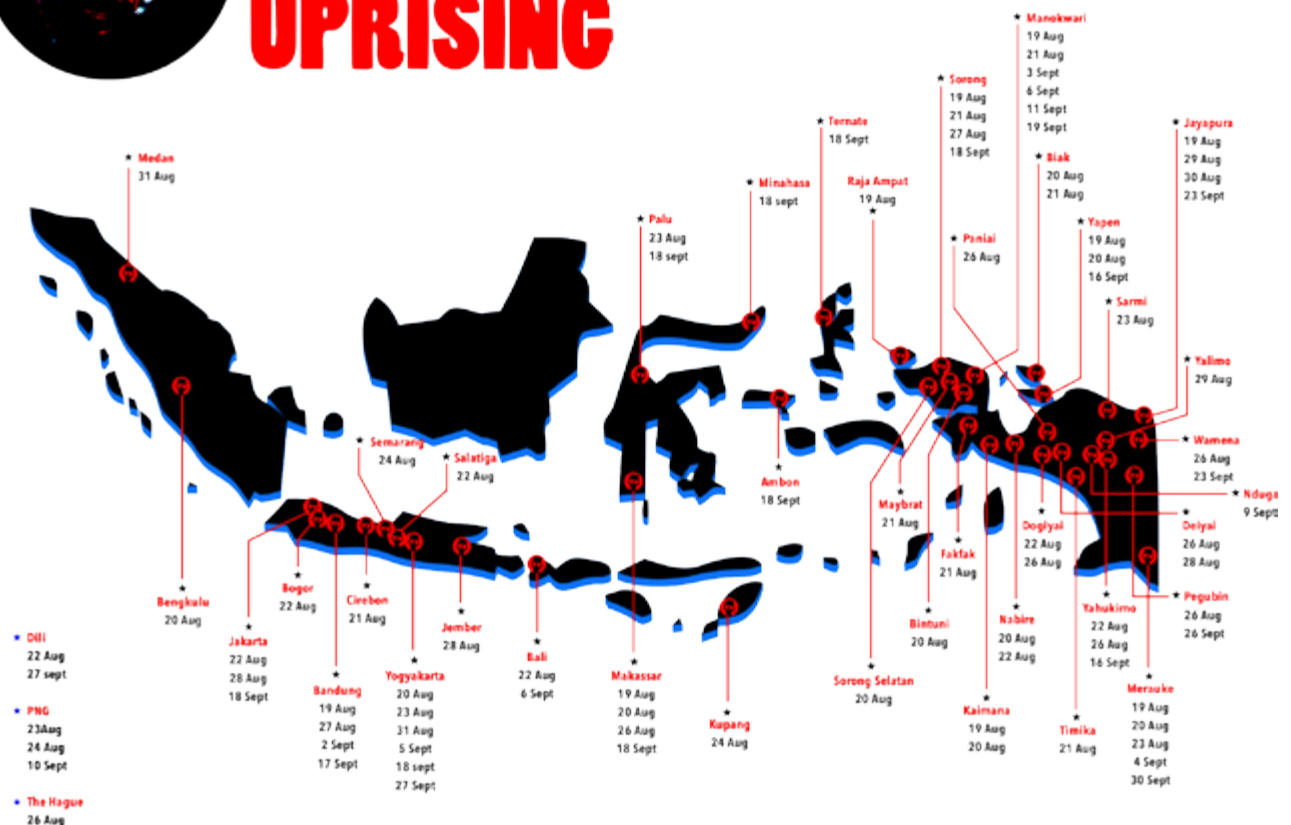 UPRISING
Medan
31 Aug
Palu
23 Aug
18 sept
Minahasa
18 sept
Ternate
18 Sept
Raja Ampat
19 Aug
Sorong
19 Aug
21 Aug
27 Aug
18 Sept
Manokwari
19 Aug
21 Aug
3 Sept
6 Sept
11 Sept
19 Sept
Biak
20 Aug
21 Aug
Jayapura
19 Aug
29 Aug
30 Aug
23 Sept
Paniai
26 Aug
Yapen
19 Aug
20 Aug
16 Sept
Sarmi
23 Aug
Yalimo
29 Aug
Wamena
26 Aug
23 Sept
Nduga
9 Sept
Deiyai
26 Aug
28 Aug
Pegubin
26 Aug
26 Sept
Semarang
24 Aug
Salatiga
22 Aug
Ambon
18 Sept
Maybrat
21 Aug
Fakfak
21 Aug
Dogiyai
22 Aug
26 Aug
Bengkulu
20 Aug
Jakarta
22 Aug
28 Aug
18 Sept
Bogor
22 Aug
Bandung
19 Aug
27 Aug
2 Sept
17 Sept
Cirebon
21 Aug
Yogyakarta
20 Aug
23 Aug
31 Aug
5 Sept
18 sept
27 Sept
Jember
28 Aug
Bali
22 Aug
6 Sept
Makassar
19 Aug
20 Aug
26 Aug
18 Sept
Kupang
24 Aug
Sorong Selatan
20 Aug
Bintuni
20 Aug
Kaimana
19 Aug
20 Aug
Nabire
20 Aug
22 Aug
Timika
21 Aug
Yahukimo
22 Aug
26 Aug
16 Sept
Merauke
19 Aug
20 Aug
23 Aug
4 Sept
30 Sept
Dili
22 Aug
27 sept
PNG
23Aug
24 Aug
10 Sept
The Hague
26 Aug